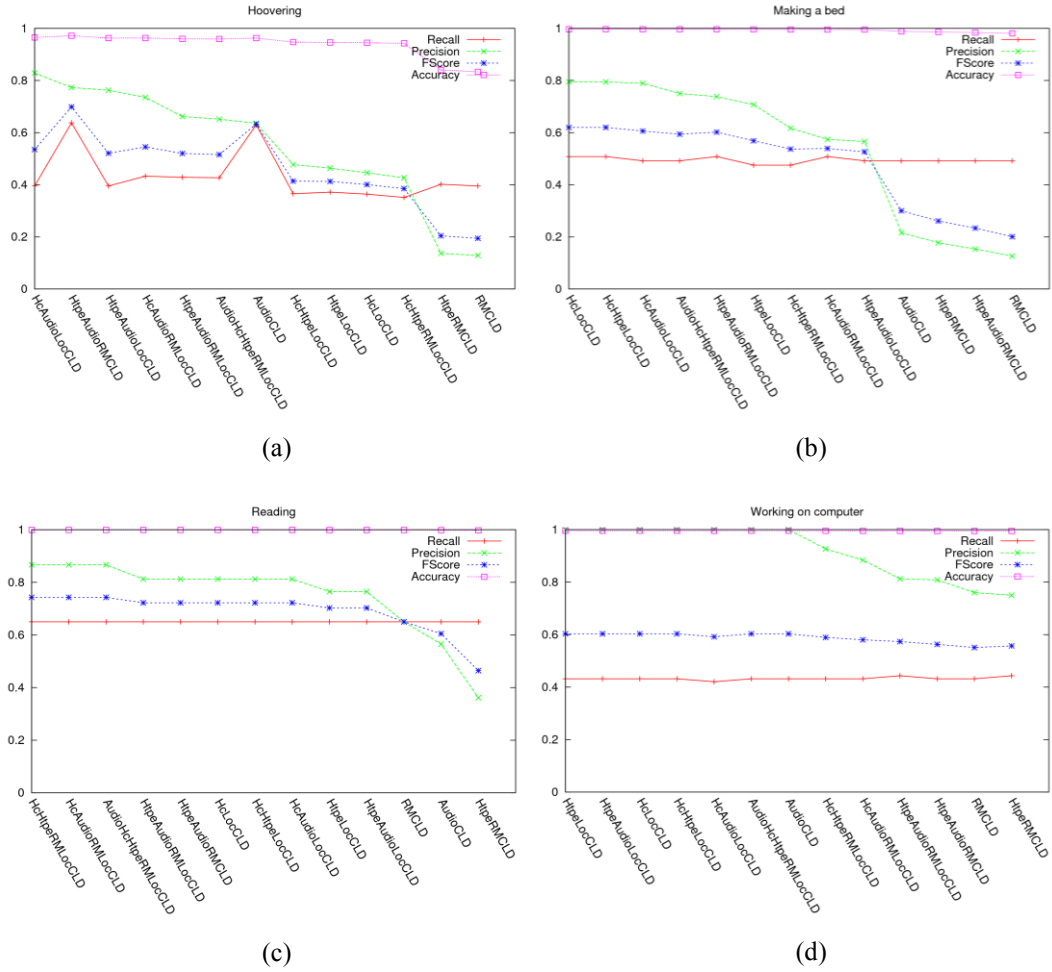 Hoovering
1
0.8
0.6
0.4
0.2
0
Recall
Precision
FScore
Accuracy
HcAudioLocCLD
HtpeAudioRMCLD
HtpeAudioLocCLD
HcAudioRMLocCLD
HtpeAudioRMLocCLD
AudioHcHtpeRMLocCLD
AudioCLD
HcHtpeLocCLD
HtpeLocCLD
HcLocCLD
HcHtpeRMLocCLD
HtpeRMCLD
RMCLD
(a)
Making a bed
1
0.8
0.6
0.4
0.2
0
Recall
Precision
FScore
Accuracy
HcLocCLD
HcHtpeLocCLD
HcAudioLocCLD
AudioHcHtpeRMLocCLD
HtpeAudioRMLocCLD
HtpeLocCLD
HcHtpeRMLocCLD
HcAudioRMLocCLD
HtpeAudioLocCLD
AudioCLD
HtpeRMCLD
HtpeAudioRMCLD
RMCLD
(b)
Reading
1
0.8
0.6
0.4
0.2
0
Recall
Precision
FScore
Accuracy
HcHtpeRMLocCLD
HcAudioRMLocCLD
AudioHcHtpeRMLocCLD
HtpeAudioRMLocCLD
HtpeAudioRMCLD
HcLocCLD
HcHtpeLocCLD
HcAudioLocCLD
HtpeLocCLD
HtpeAudioLocCLD
RMCLD
AudioCLD
HtpeRMCLD
(c)
Working on computer
1
0.8
0.6
0.4
0.2
0
Recall
Precision
FScore
Accuracy
HtpeLocCLD
HtpeAudioLocCLD
HcLocCLD
HcHtpeLocCLD
HcAudioLocCLD
AudioHcHtpeRMLocCLD
AudioCLD
HcHtpeRMLocCLD
HcAudioRMLocCLD
HtpeAudioRMLocCLD
HtpeAudioRMCLD
RMCLD
HtpeRMCLD
(d)